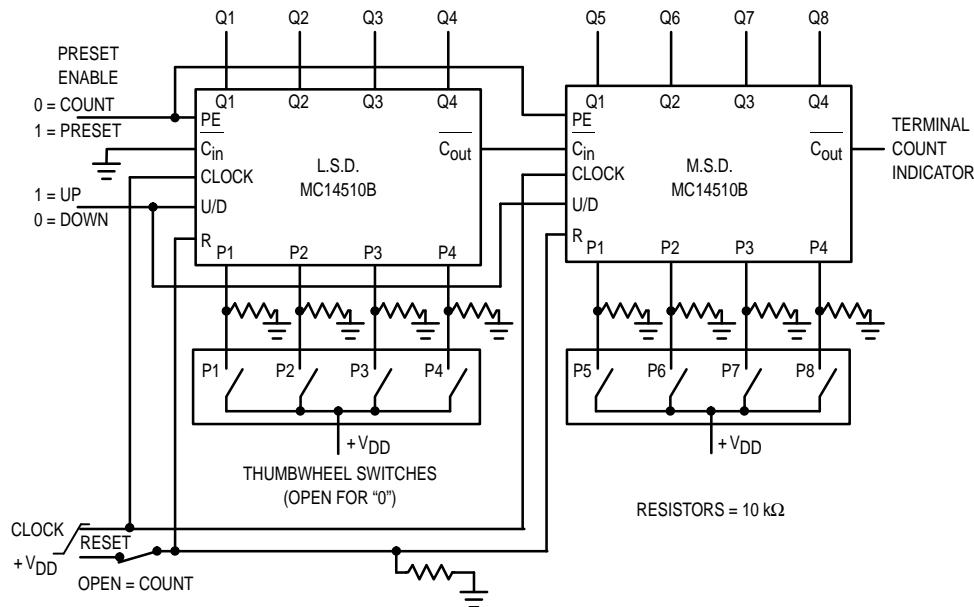 Q1 Q2 Q3 Q4 Q5 Q6 Q7 Q8
PRESET
ENABLE
0 = COUNT
1 = PRESET
1 = UP
0 = DOWN
Q1 Q2 Q3 Q4
PE
Cin
CLOCK
U/D
R
L.S.D.
MC14510B
Cout
P1 P2 P3 P4
Q1 Q2 Q3 Q4
PE
Cin
CLOCK
U/D
R
M.S.D.
MC14510B
Cout
P1 P2 P3 P4
TERMINAL
COUNT
INDICATOR
P1 P2 P3 P4
+ VDD
P5 P6 P7 P8
+ VDD
THUMBWHEEL SWITCHES
(OPEN FOR “0”)
RESISTORS = 10 kΩ
CLOCK
RESET
+ VDD
OPEN = COUNT